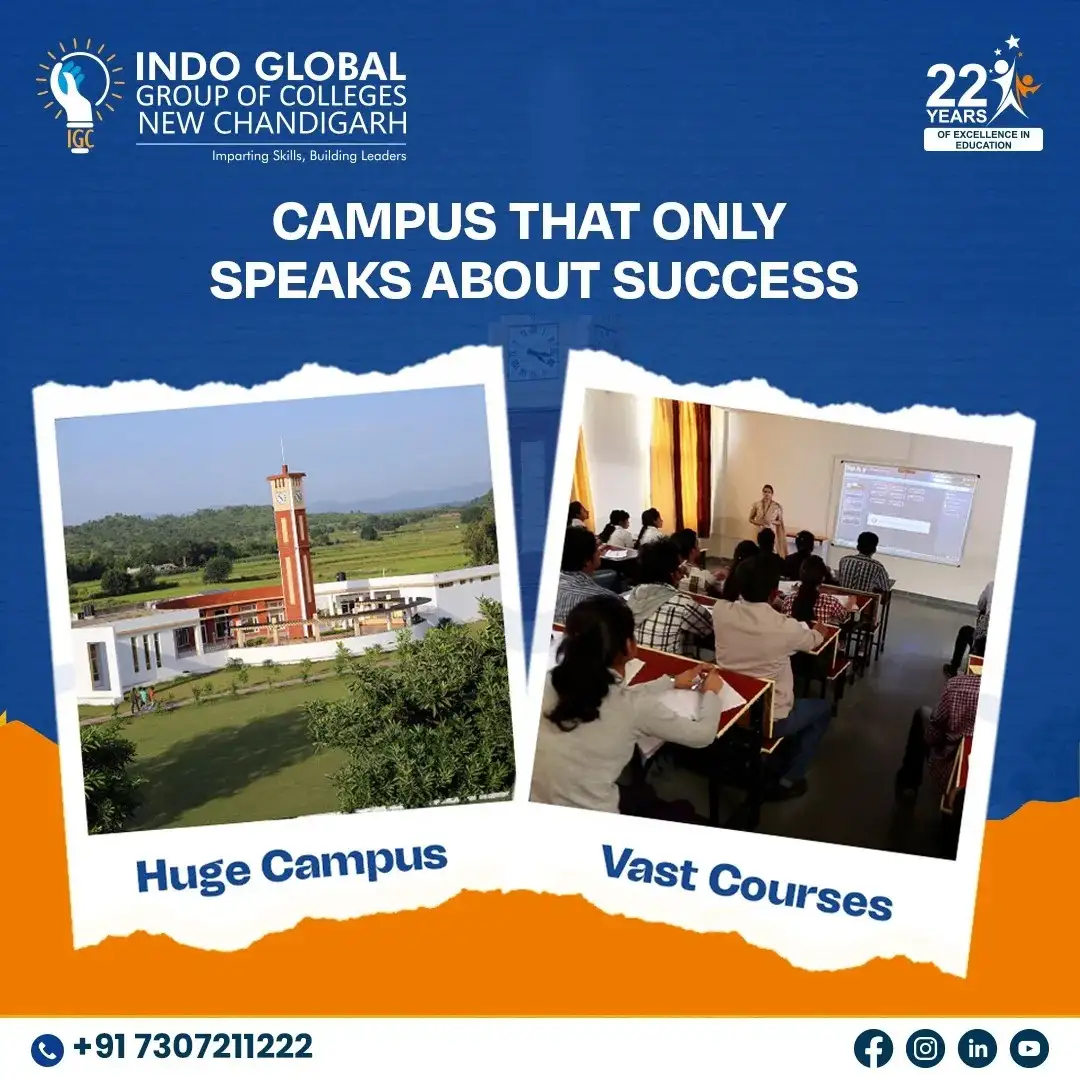 INDO GLOBAL
GROUP OF COLLEGES
NEW CHANDIGARH
Imparting Skills, Building Leaders
IGC
22
YEARS
OF EXCELLENCE IN
EDUCATION
CAMPUS THAT ONLY
SPEAKS ABOUT SUCCESS
Huge Campus
Vast Courses
+91 7307211222